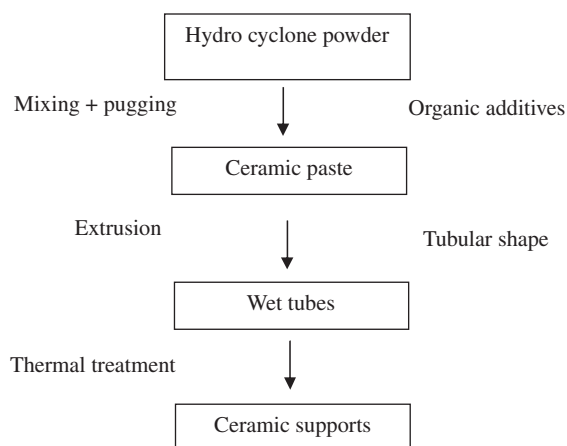 Hydro cyclone powder
Mixing + pugging
Organic additives
Ceramic paste
Extrusion
Tubular shape
Wet tubes
Thermal treatment
Ceramic supports